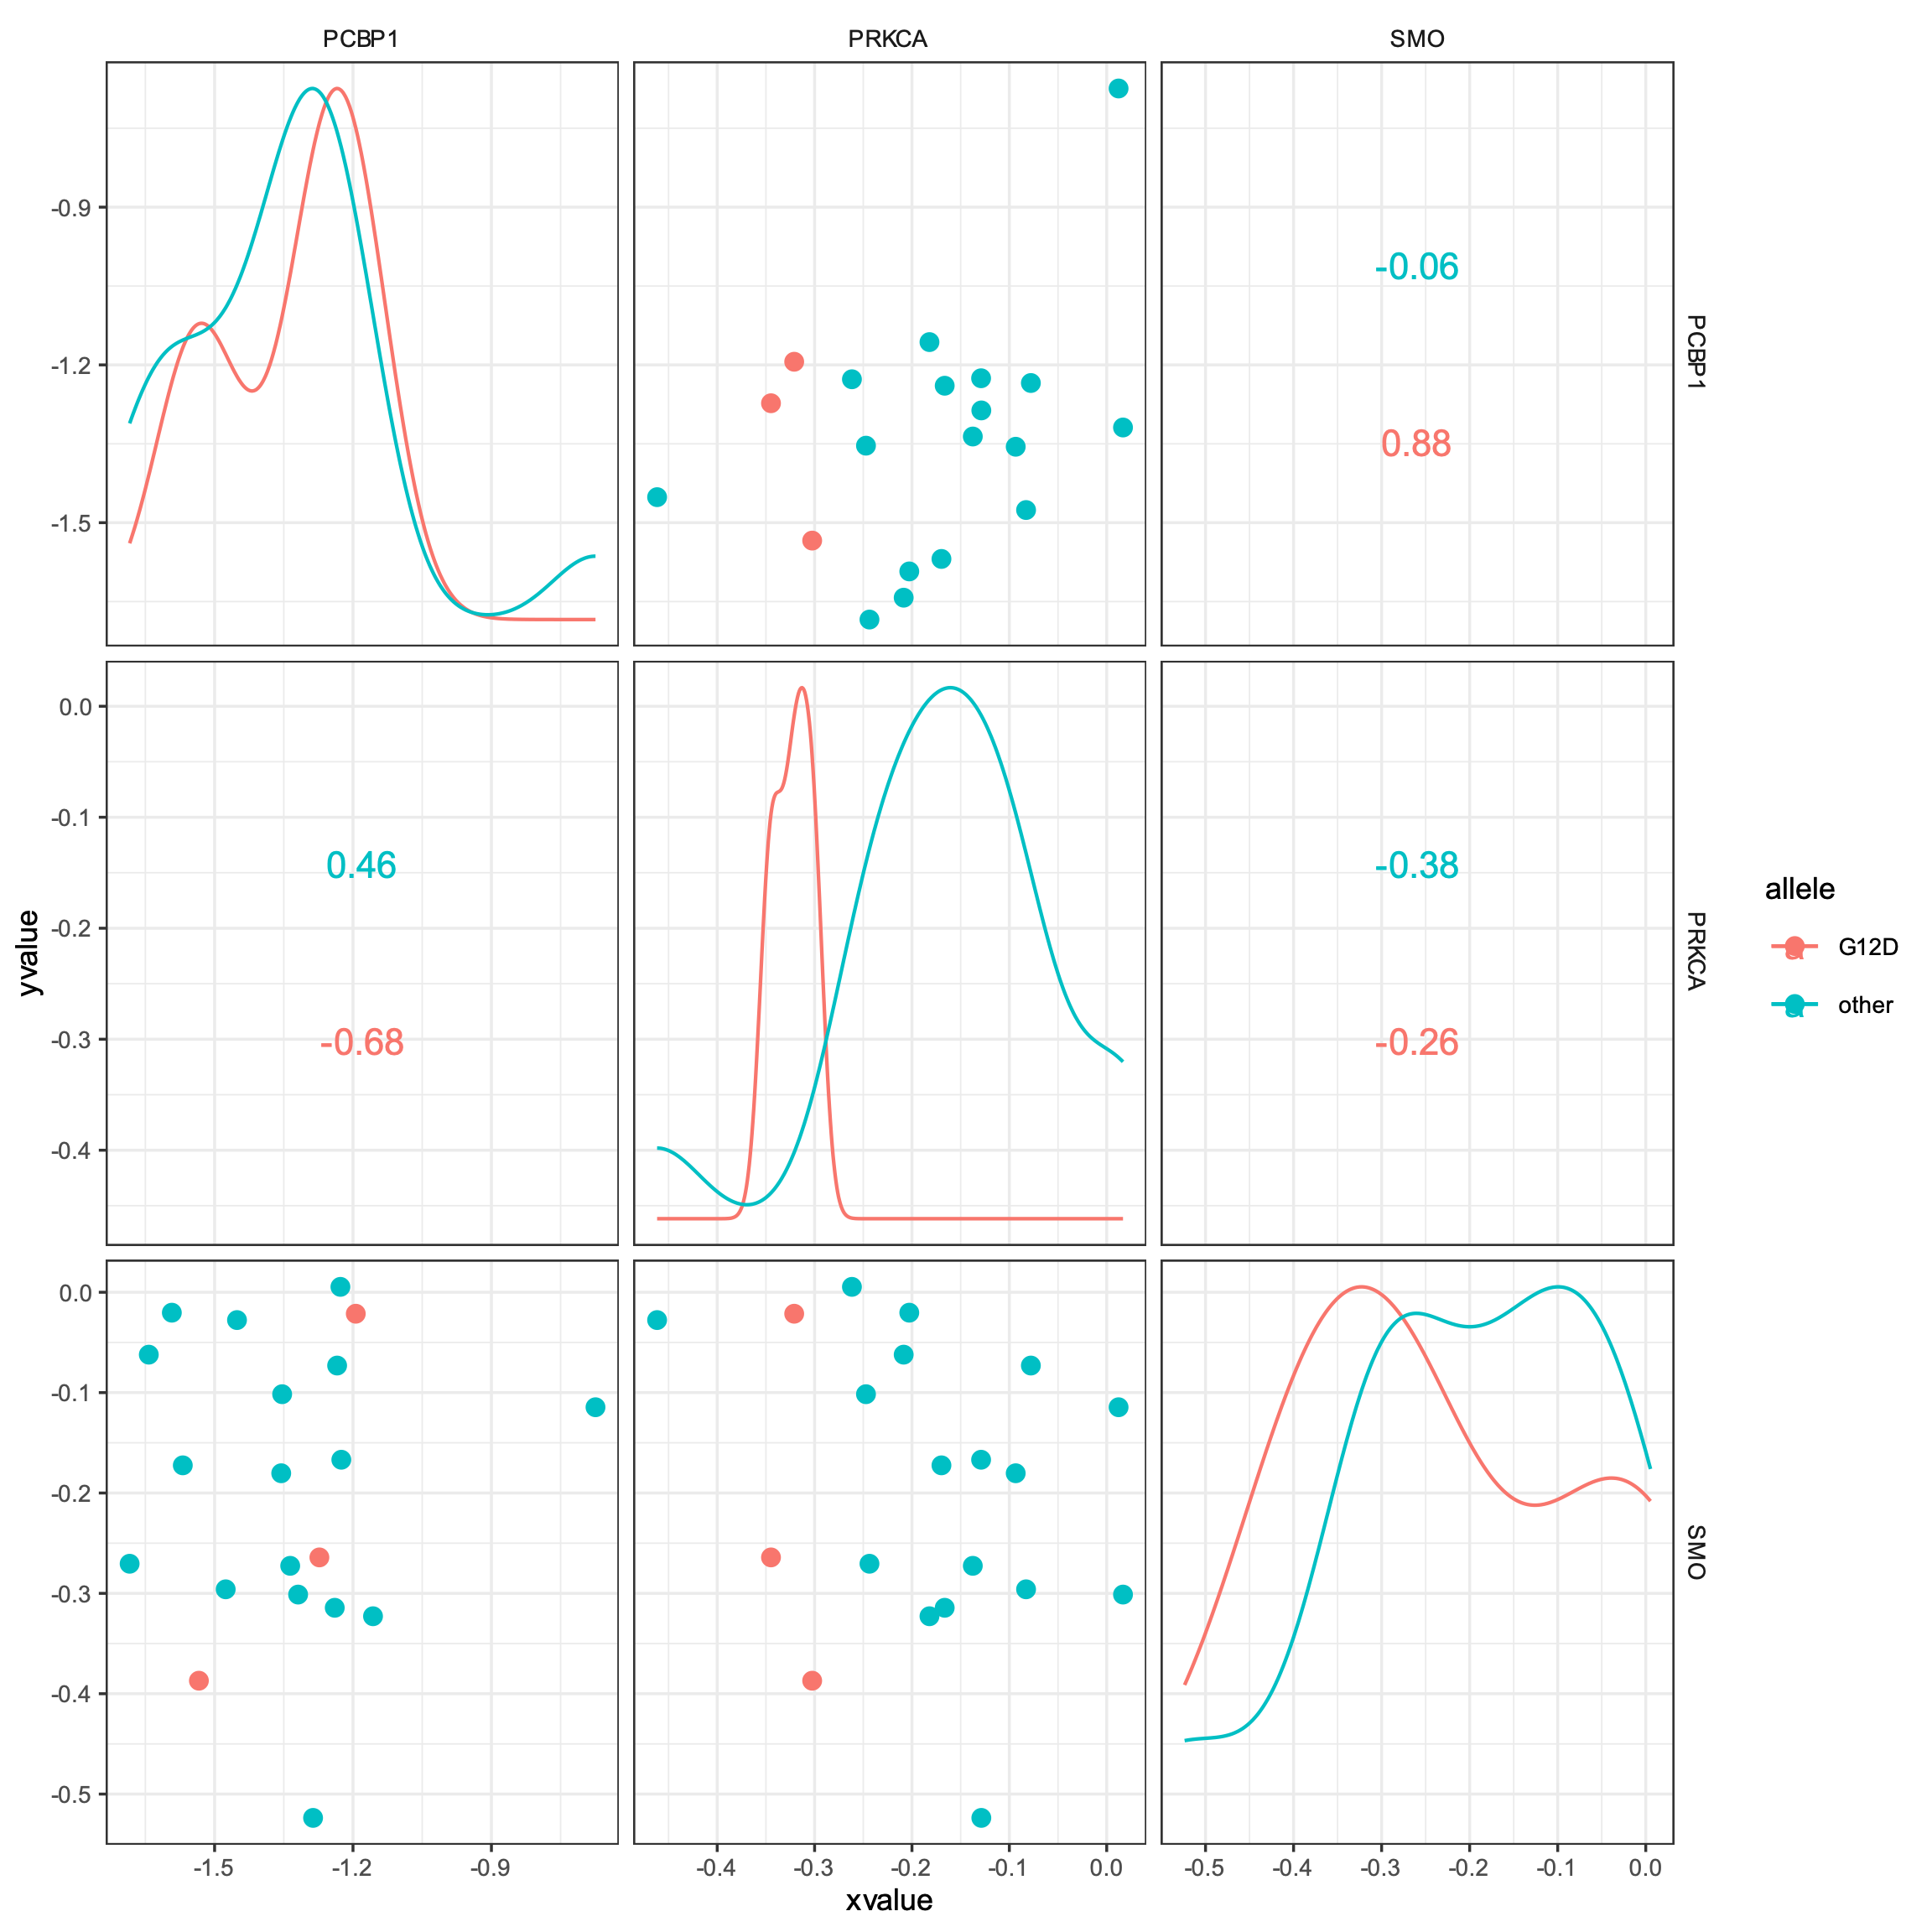 PCBP1 PRKCA SMO
-0.9
-1.2
-1.5
-0.06
0.88
PCBP1
0.0
-0.1
-0.2
-0.3
-0.4
0.46
-0.68
-0.38
-0.26
PRKCA
yvalue
allele
G12D
other
0.0
-0.1
-0.2
-0.3
-0.4
-0.5
SMO
-1.5 -1.2 -0.9 -0.4 -0.3 -0.2 -0.1 0.0 -0.5 -0.4 -0.3 -0.2 -0.1 0.0
xvalue